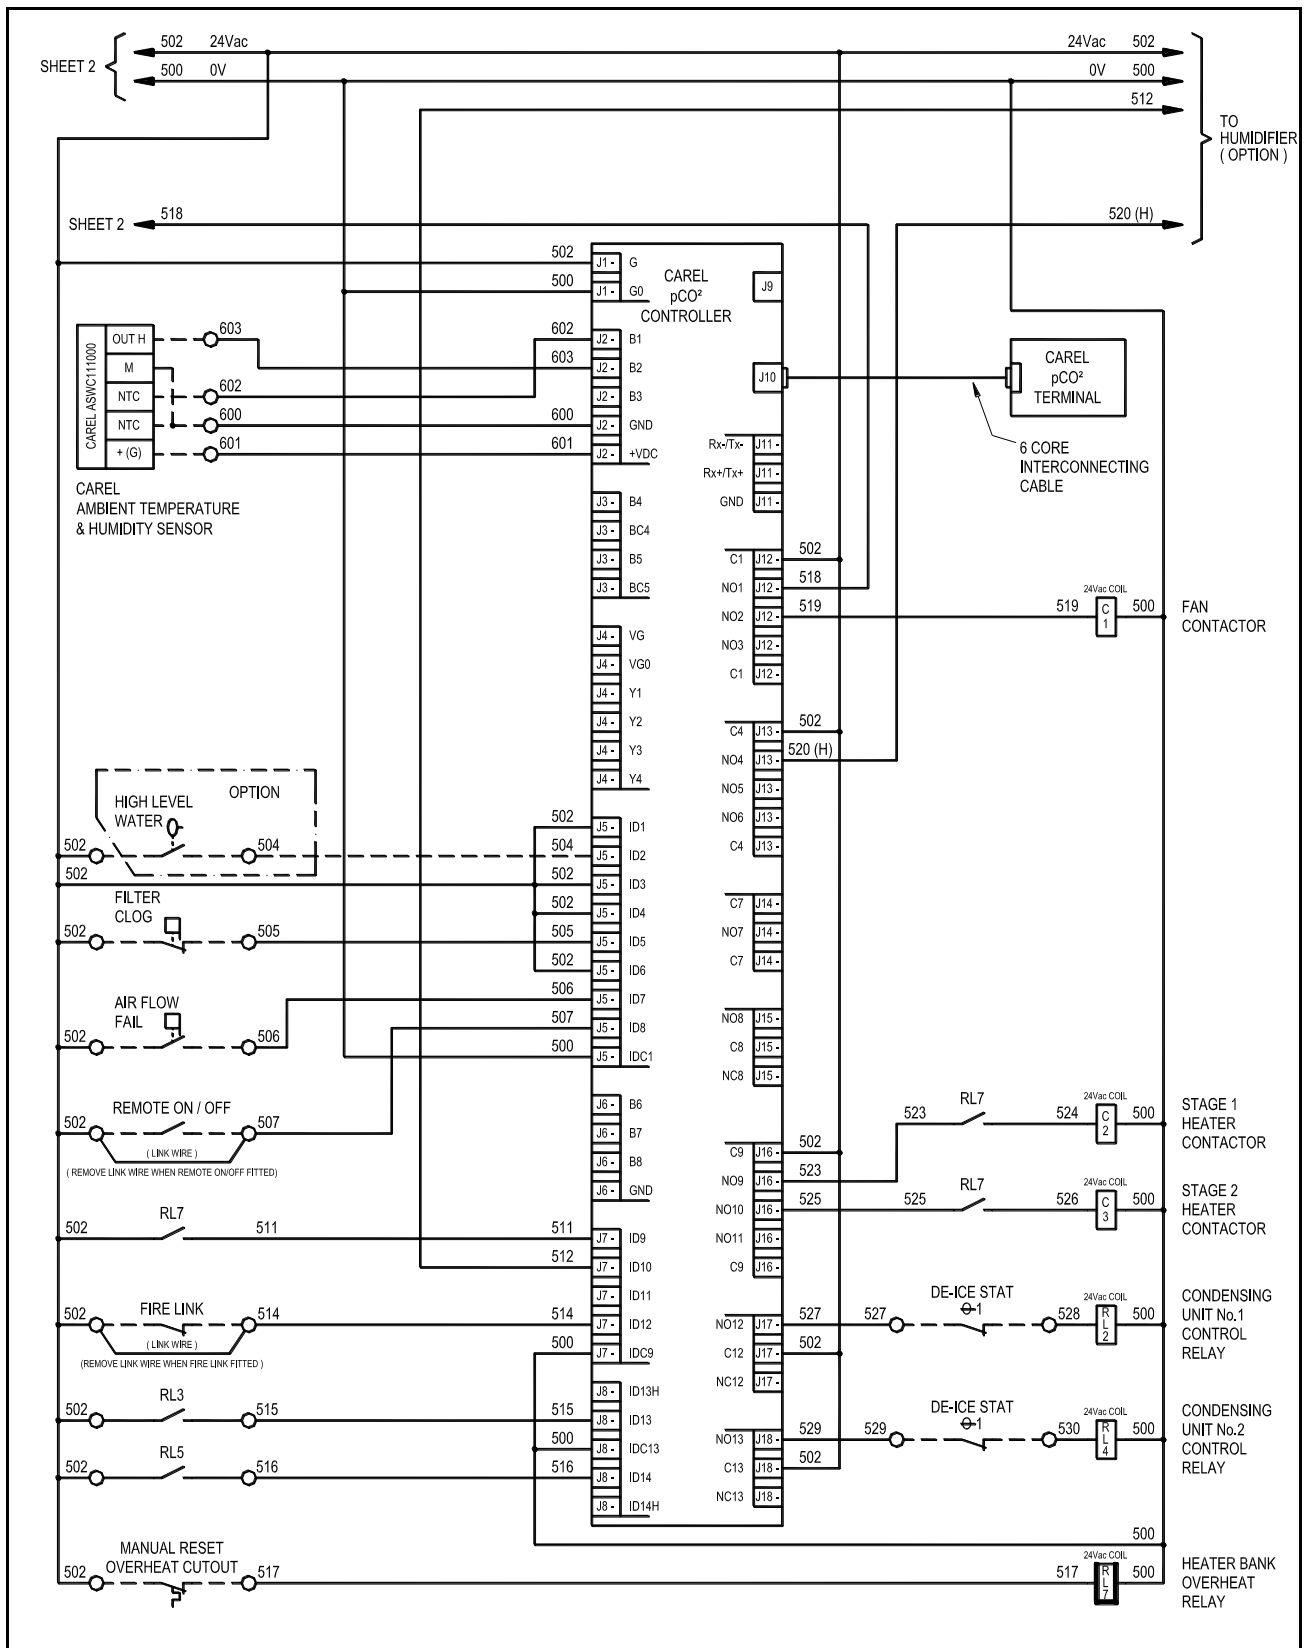 502 24Vac
24Vac 502
SHEET 2
500 0V
0V 500
512
TO
HUMIDIFIER
( OPTION )
SHEET 2 518
520 (H)
502 J1 - G
500 J1 - G0
CAREL
pCO²
CONTROLLER
J9
CAREL ASWC111000
OUT H 603
M
NTC 602
NTC 600
+ (G) 601
CAREL
AMBIENT TEMPERATURE
& HUMIDITY SENSOR
602 J2 - B1
603 J2 - B2
J2 - B3
600 J2 - GND
601 J2 - +VDC
J10
CAREL
pCO²
TERMINAL
6 CORE
INTERCONNECTING
CABLE
Rx-/Tx- J11 -
Rx+/Tx+ J11 -
GND J11 -
J3 - B4
J3 - BC4
J3 - B5
J3 - BC5
C1 J12 - 502
NO1 J12 - 518
NO2 J12 - 519
NO3 J12 -
C1 J12 -
24Vac COIL
519 C 1 500
FAN
CONTACTOR
J4 - VG
J4 - VG0
J4 - Y1
J4 - Y2
J4 - Y3
J4 - Y4
C4 J13 - 502
NO4 J13 - 520 (H)
NO5 J13 -
NO6 J13 -
C4 J13 -
OPTION
HIGH LEVEL
WATER
502 504
502
FILTER
CLOG
502 505
AIR FLOW
FAIL
502 506
502 J5 - ID1
504 J5 - ID2
502 J5 - ID3
502 J5 - ID4
505 J5 - ID5
502 J5 - ID6
506 J5 - ID7
507 J5 - ID8
500 J5 - IDC1
C7 J14 -
NO7 J14 -
C7 J14 -
NO8 J15 -
C8 J15 -
NC8 J15 -
REMOTE ON / OFF
502 507
( LINK WIRE )
( REMOVE LINK WIRE WHEN REMOTE ON/OFF FITTED)
J6 - B6
J6 - B7
J6 - B8
J6 - GND
C9 J16 - 502
NO9 J16 - 523
NO10 J16 - 525
NO11 J16 -
C9 J16 -
24Vac COIL
523 RL7 524 C 2 500
STAGE 1
HEATER
CONTACTOR
24Vac COIL
525 RL7 526 C 3 500
STAGE 2
HEATER
CONTACTOR
RL7
502 511
511 J7 - ID9
512 J7 - ID10
J7 - ID11
514 J7 - ID12
500 J7 - IDC9
FIRE LINK
502 514
( LINK WIRE )
(REMOVE LINK WIRE WHEN FIRE LINK FITTED )
NO12 J17 - 527
C12 J17 - 502
NC12 J17 -
DE-ICE STAT
24Vac COIL
527 528 R L 2 500
CONDENSING
UNIT No.1
CONTROL
RELAY
RL3
502 515
RL5
502 516
J8 - ID13H
515 J8 - ID13
500 J8 - IDC13
516 J8 - ID14
J8 - ID14H
NO13 J18 - 529
C13 J18 - 502
NC13 J18 -
DE-ICE STAT
24Vac COIL
529 530 R L 4 500
CONDENSING
UNIT No.2
CONTROL
RELAY
500
MANUAL RESET
OVERHEAT CUTOUT
502 517
24Vac COIL
517 R L 7 500
HEATER BANK
OVERHEAT
RELAY